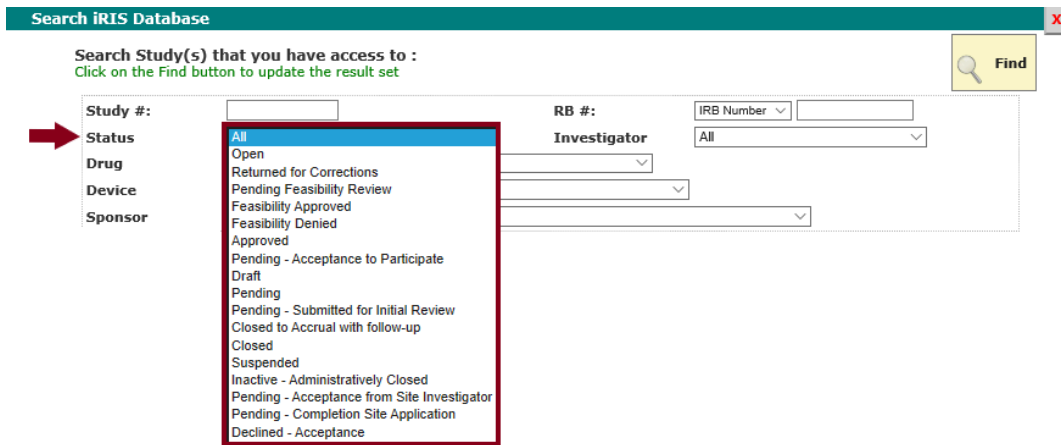 Search iRIS Database
X
Search Study(s) that you have access to :
Click on the Find button to update the result set
Find
Study #:
RB #:
IRB Number
Status
Investigator
All
Drug
Device
Sponsor
All
Open
Returned for Corrections
Pending Feasibility Review
Feasibility Approved
Feasibility Denied
Approved
Pending - Acceptance to Participate
Draft
Pending
Pending - Submitted for Initial Review
Closed to Accrual with follow-up
Closed
Suspended
Inactive - Administratively Closed
Pending - Acceptance from Site Investigator
Pending - Completion Site Application
Declined - Acceptance